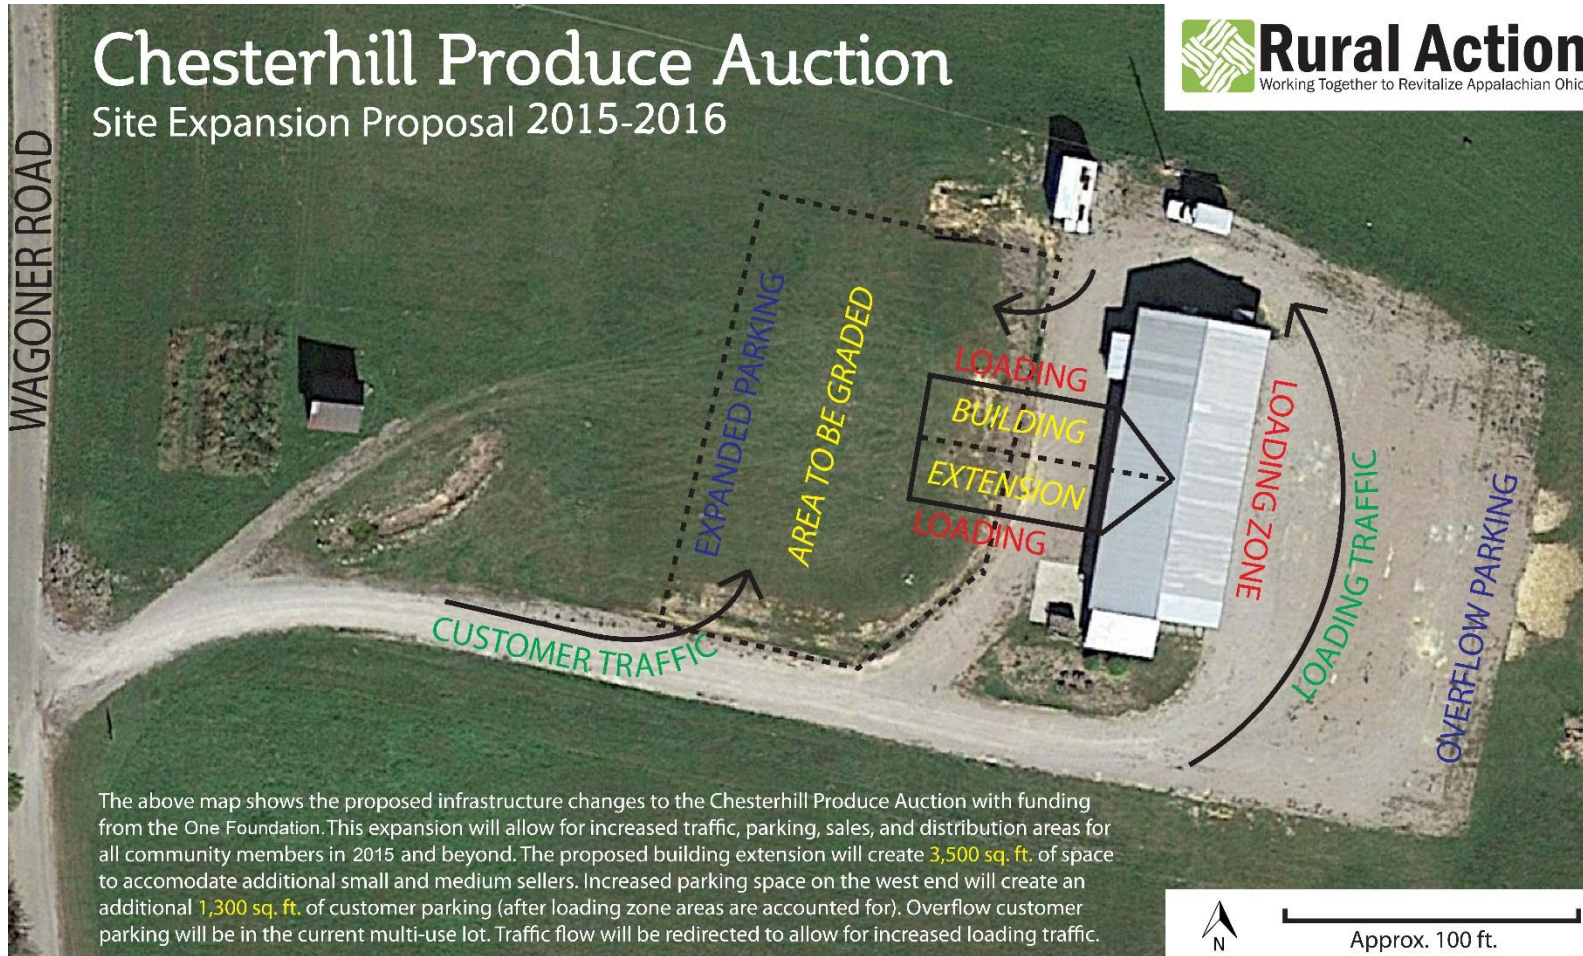 Chesterhill Produce Auction
Site Expansion Proposal 2015-2016
Rural Action
Working Together to Revitalize Appalachian Ohio
WAGONER ROAD
EXPANDED PARKING
AREA TO BE GRADED
LOADING
BUILDING
EXTENSION
LOADING
LOADING ZONE
LOADING TRAFFIC
OVERFLOW PARKING
CUSTOMER TRAFFIC
The above map shows the proposed infrastructure changes to the Chesterhill Produce Auction with funding
from the One Foundation. This expansion will allow for increased traffic, parking, sales, and distribution areas for
all community members in 2015 and beyond. The proposed building extension will create 3,500 sq. ft. of space
to accomodate additional small and medium sellers. Increased parking space on the west end will create an
additional 1,300 sq. ft. of customer parking (after loading zone areas are accounted for). Overflow customer
parking will be in the current multi-use lot. Traffic flow will be redirected to allow for increased loading traffic.
N
Approx. 100 ft.